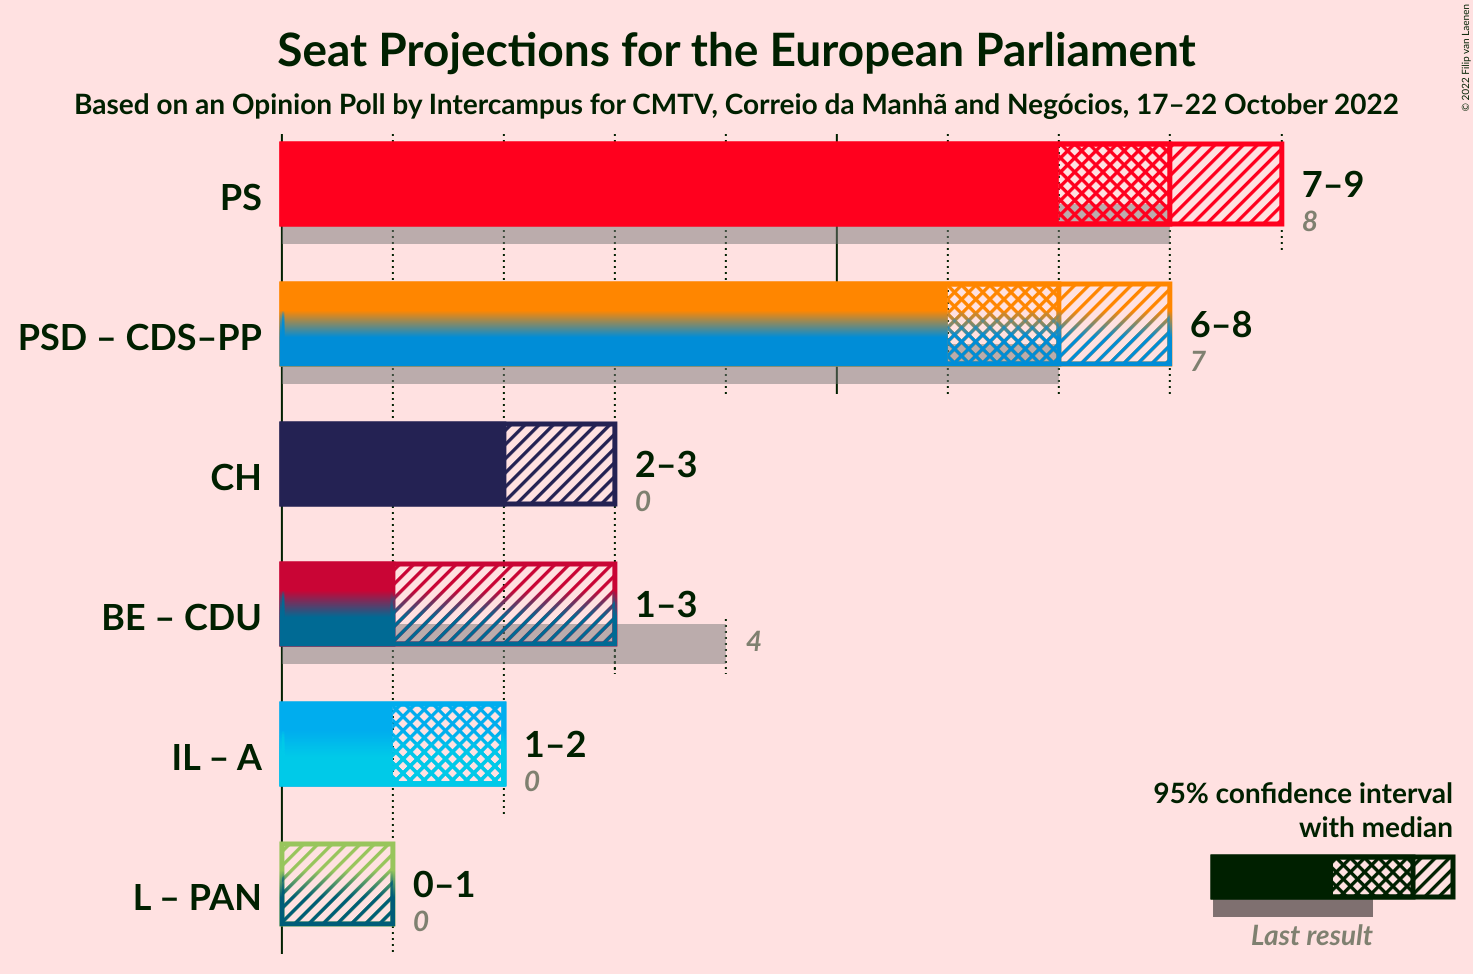 Seat Projections for the European Parliament
Based on an Opinion Poll by Intercampus for CMTV, Correio da Manhã and Negócios, 17–22 October 2022
© 2022 Filip van Laenen
PS
7–9
8
PSD – CDS–PP
6–8
7
CH
2–3
0
BE – CDU
1–3
4
IL – A
1–2
0
L – PAN
0–1
0
95% confidence interval
with median
Last result